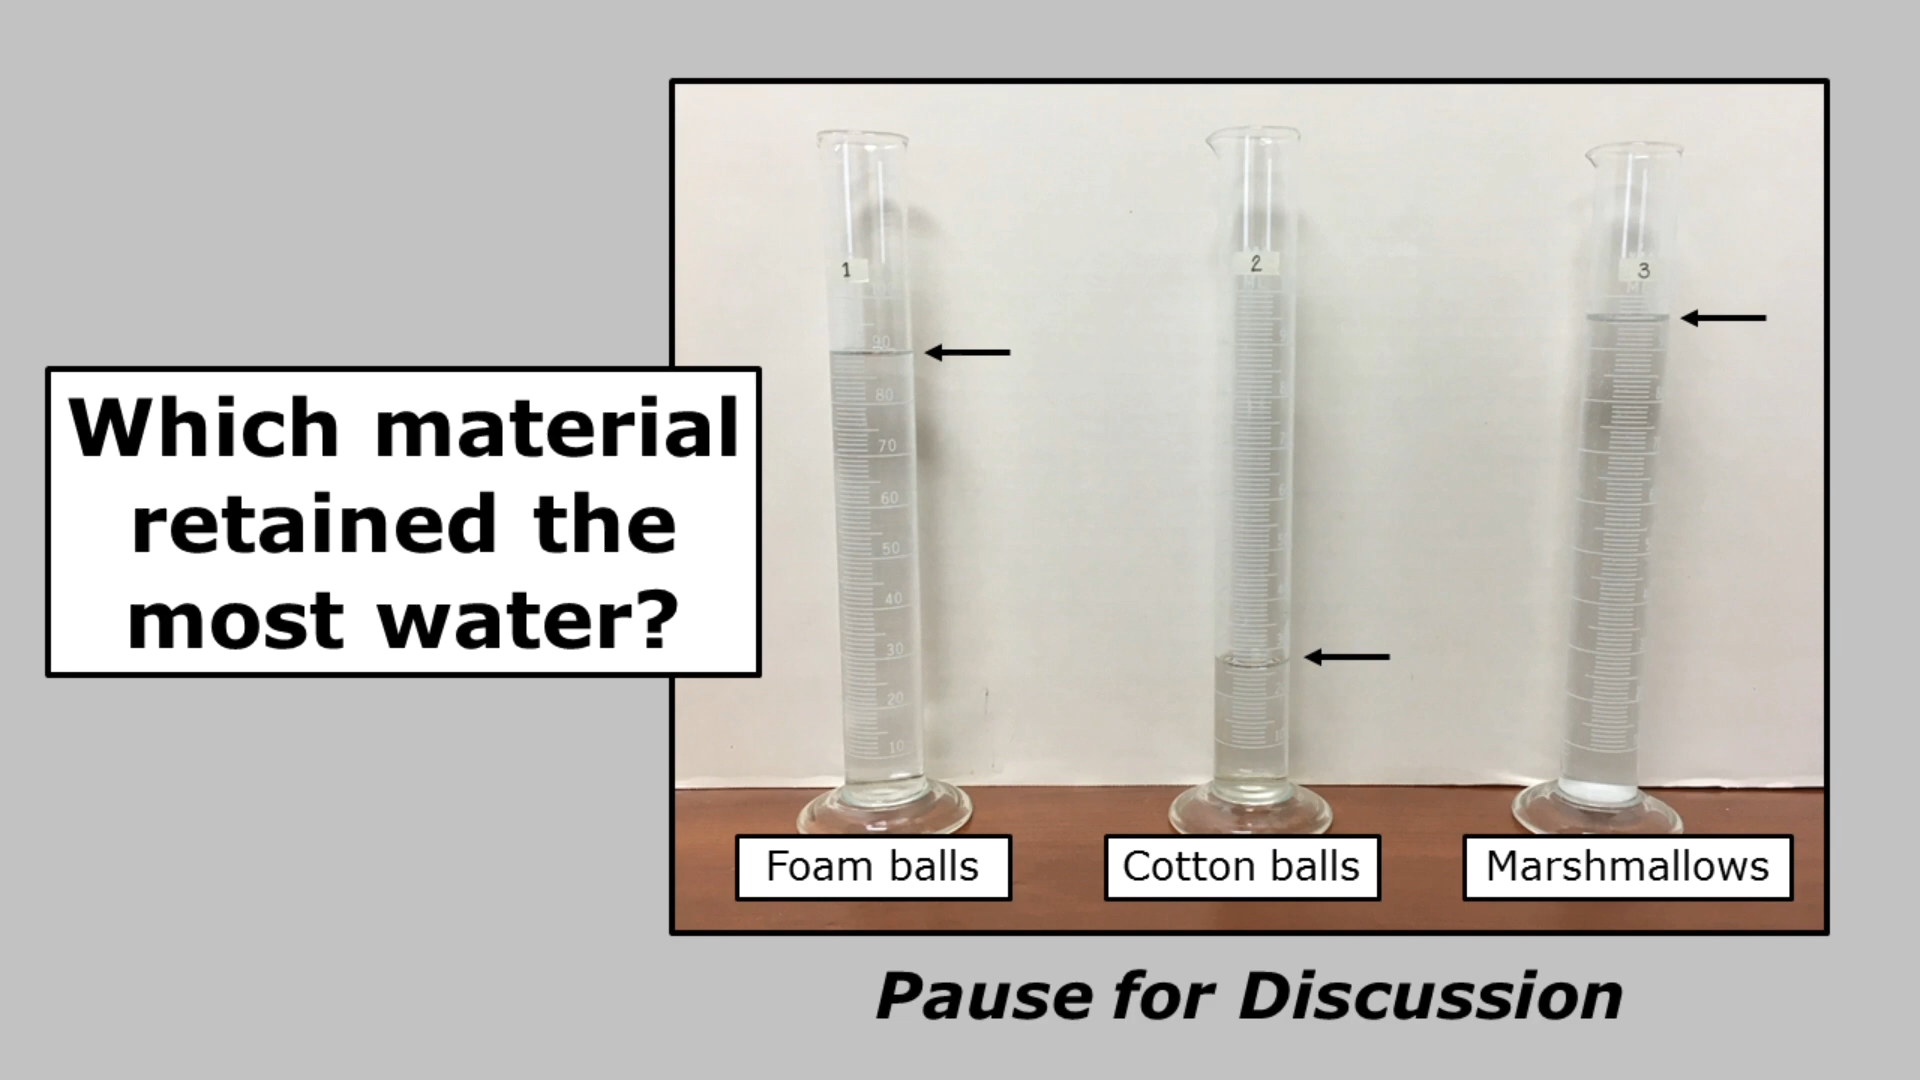 Which material
retained the
most water?
1
90
80
70
60
50
40
30
20
10
2
ML
3
Foam balls
Cotton balls
Marshmallows
Pause for Discussion